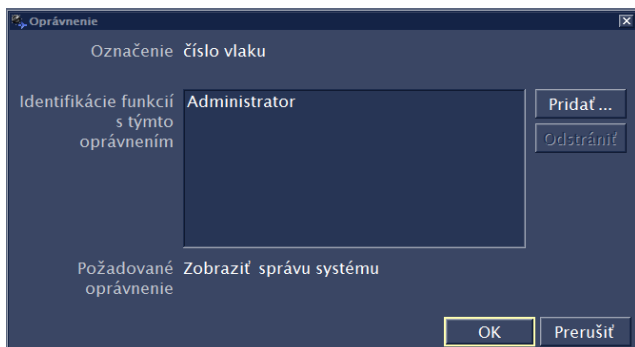 Oprávnenie
Označenie číslo vlaku
Identifikácie funkcií Administrator
s týmto
oprávnením
Pridať ...
Odstrániť
Požadované Zobraziť správu systému
oprávnenie
OK Prerušiť